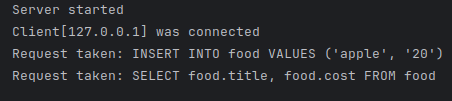 Server started
Client[127.0.0.1] was connected
Request taken: INSERT INTO food VALUES ('apple', '20')
Request taken: SELECT food.title, food.cost FROM food